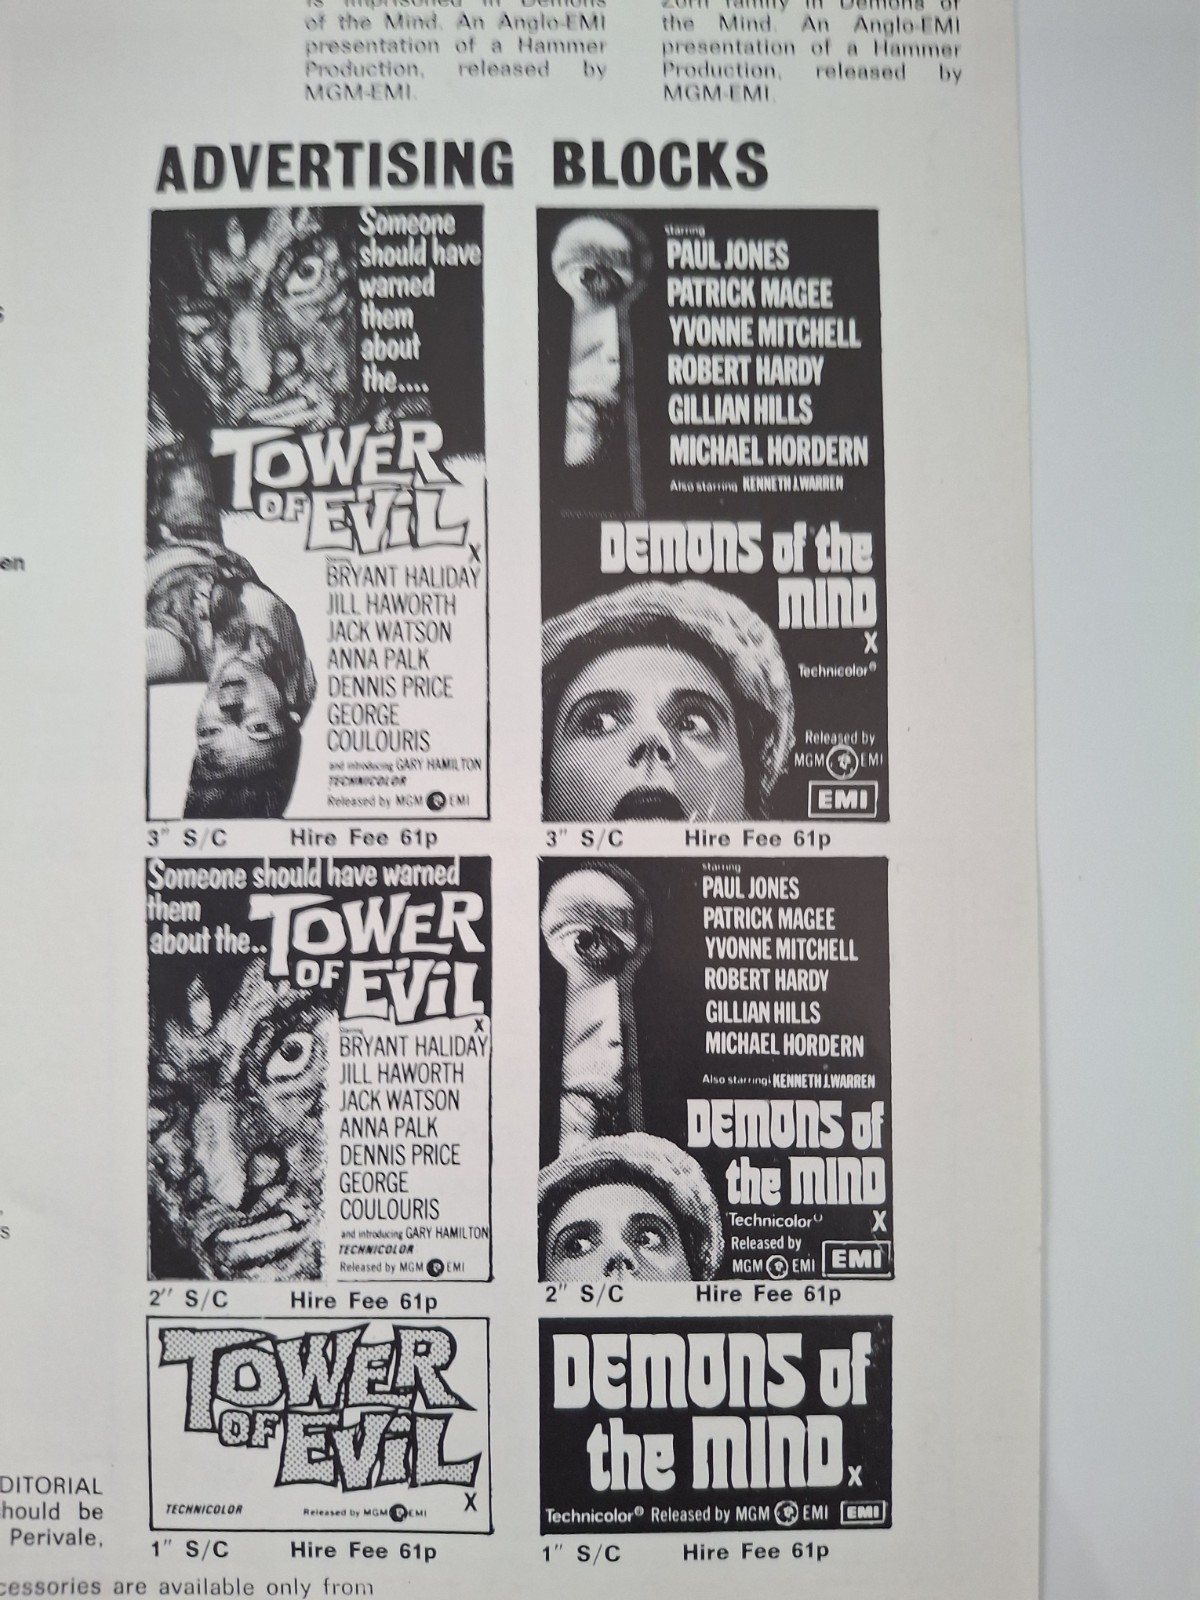 of the Mind. An Anglo-EMI
presentation of a Hammer
Production, released by
MGM-EMI.
the Mind. An Anglo-EMI
presentation of a Hammer
Production, released by
MGM-EMI.
ADVERTISING BLOCKS
Someone
should have
warned
them
about
the....
TOWER
OF EVIL
X
Starring
BRYANT HALIDAY
JILL HAWORTH
JACK WATSON
ANNA PALK
DENNIS PRICE
GEORGE
COULOURIS
and introducing GARY HAMILTON
TECHNICOLOR
Released by MGM EMI
3" S/C Hire Fee 61p
starring
PAUL JONES
PATRICK MAGEE
YVONNE MITCHELL
ROBERT HARDY
GILLIAN HILLS
MICHAEL HORDERN
Also starring KENNETH J.WARREN
DEMONS of the
MIND
X
Technicolor®
Released by
MGM EMI
EMI
3" S/C Hire Fee 61p
Someone should have warned
them
about the..
TOWER
OF EVIL
X
Starring
BRYANT HALIDAY
JILL HAWORTH
JACK WATSON
ANNA PALK
DENNIS PRICE
GEORGE
COULOURIS
and introducing GARY HAMILTON
TECHNICOLOR
Released by MGM EMI
2" S/C Hire Fee 61p
starring
PAUL JONES
PATRICK MAGEE
YVONNE MITCHELL
ROBERT HARDY
GILLIAN HILLS
MICHAEL HORDERN
Also starring KENNETH J.WARREN
DEMONS of
the MIND
Technicolor X
Released by
MGM EMI EMI
2" S/C Hire Fee 61p
TOWER
OF EVIL
X
TECHNICOLOR Released by MGM EMI
1" S/C Hire Fee 61p
DEMONS of
the MIND X
Technicolor® Released by MGM EMI EMI
1" S/C Hire Fee 61p
en
s
DITORIAL
hould be
Perivale,
cessories are available only from